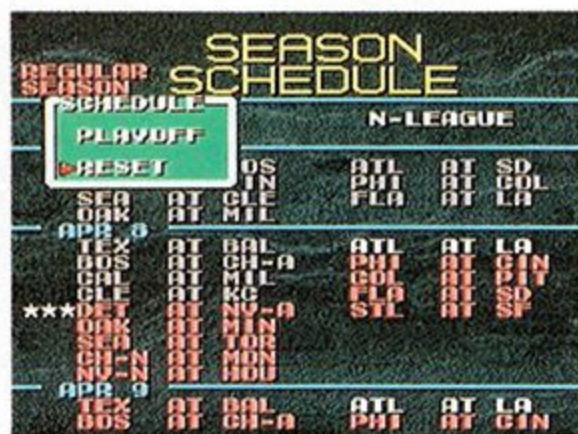 SEASON
SCHEDULE
REGULAR
SEASON
SCHEDULE
PLAYOFF
RESET
N-LEAGUE
OS ATL AT SD
IN PHI AT COL
SEA AT CLE FLA AT LA
OAK AT MIL
APR 8
TEX AT BAL ATL AT LA
BOS AT CH-A PHI AT CIN
CAL AT MIL COL AT PIT
CLE AT KC FLA AT SD
***DET AT NY-A STL AT SF
OAK AT MIN
SEA AT TOR
CH-N AT MON
NY-N AT HOU
APR 9
TEX AT BAL ATL AT LA
BOS AT CH-A PHI AT CIN